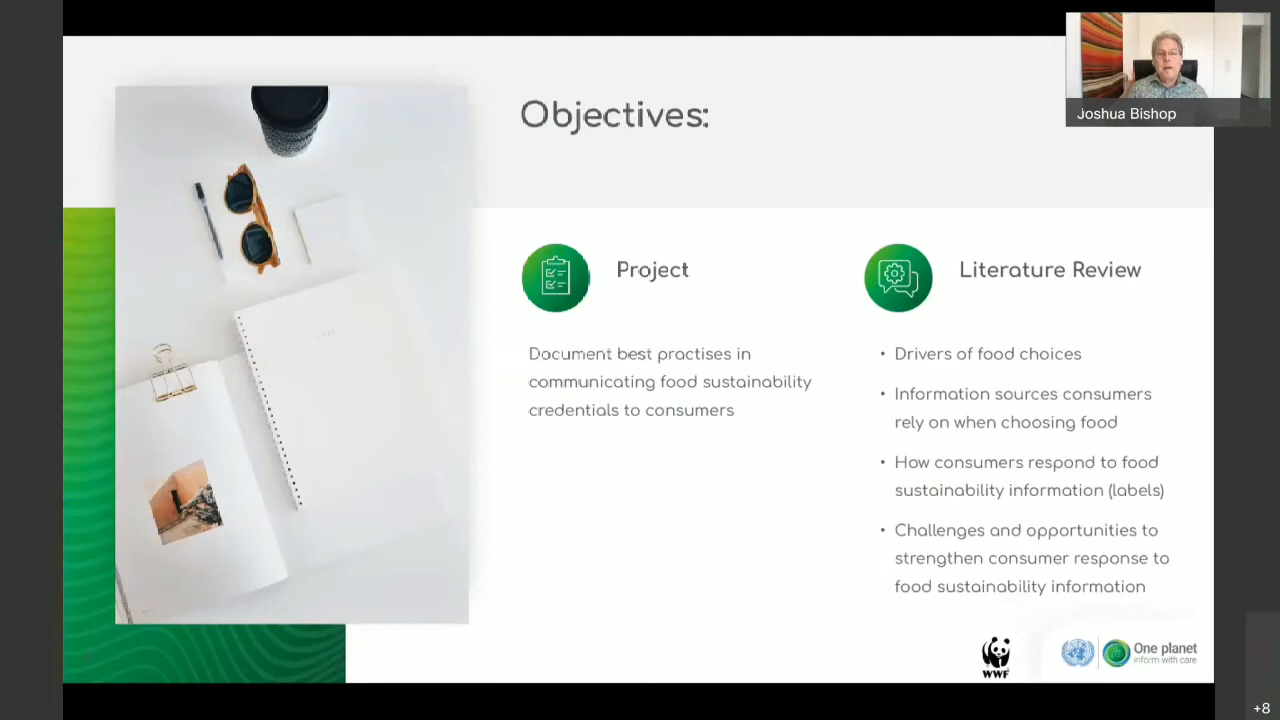 Joshua Bishop
Objectives:
Project
Document best practises in
communicating food sustainability
credentials to consumers
Literature Review
• Drivers of food choices
• Information sources consumers
rely on when choosing food
• How consumers respond to food
sustainability information (labels)
• Challenges and opportunities to
strengthen consumer response to
food sustainability information
WWF
One planet
inform with care
+8